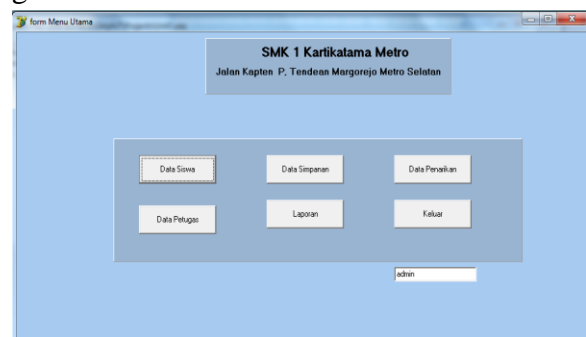 form Menu Utama
SMK 1 Kartikatama Metro
Jalan Kapten P, Tendean Margorejo Metro Selatan
Data Siswa
Data Simpanan
Data Penarikan
Data Petugas
Laporan
Keluar
admin